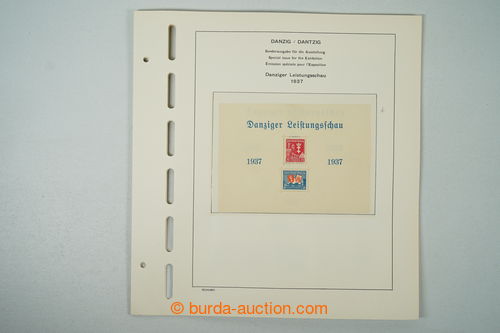 DANZIG / DANTZIG
Sonderausgabe für die Ausstellung
Special issue for the Exhibition
Émission spéciale pour l'Exposition
Danziger Leistungsschau
1937
Danziger Leistungsschau
1937 1937
© burda-auction.com